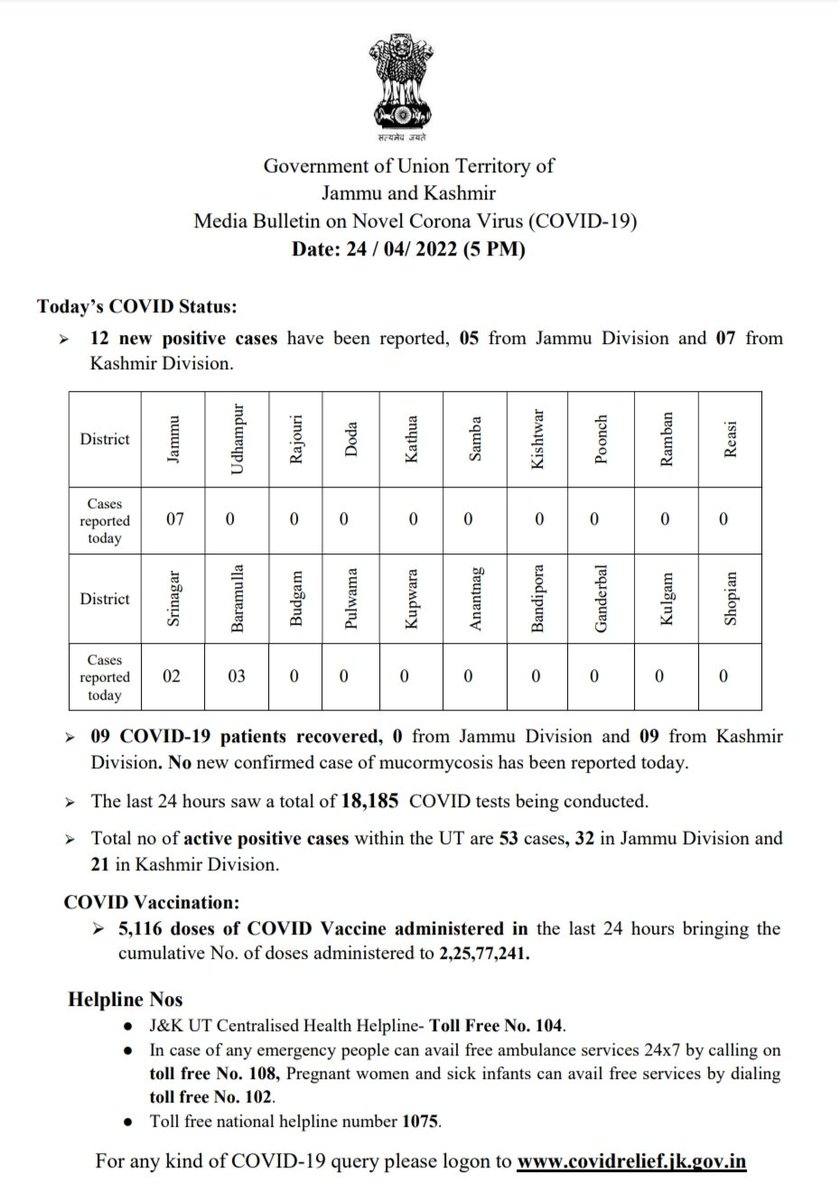 सत्यमेव जयते
Government of Union Territory of
Jammu and Kashmir
Media Bulletin on Novel Corona Virus (COVID-19)
Date: 24 / 04/ 2022 (5 PM)
Today’s COVID Status:
➢ 12 new positive cases have been reported, 05 from Jammu Division and 07 from
Kashmir Division.
District Jammu Udhampur Rajouri Doda Kathua Samba Kishtwar Poonch Ramban Reasi
Cases
reported
today
07 0 0 0 0 0 0 0 0 0
District Srinagar Baramulla Budgam Pulwama Kupwara Anantnag Bandipora Ganderbal Kulgam Shopian
Cases
reported
today
02 03 0 0 0 0 0 0 0 0
➢ 09 COVID-19 patients recovered, 0 from Jammu Division and 09 from Kashmir
Division. No new confirmed case of mucormycosis has been reported today.
➢ The last 24 hours saw a total of 18,185 COVID tests being conducted.
➢ Total no of active positive cases within the UT are 53 cases, 32 in Jammu Division and
21 in Kashmir Division.
COVID Vaccination:
➢ 5,116 doses of COVID Vaccine administered in the last 24 hours bringing the
cumulative No. of doses administered to 2,25,77,241.
Helpline Nos
● J&K UT Centralised Health Helpline- Toll Free No. 104.
● In case of any emergency people can avail free ambulance services 24x7 by calling on
toll free No. 108, Pregnant women and sick infants can avail free services by dialing
toll free No. 102.
● Toll free national helpline number 1075.
For any kind of COVID-19 query please logon to www.covidrelief.jk.gov.in